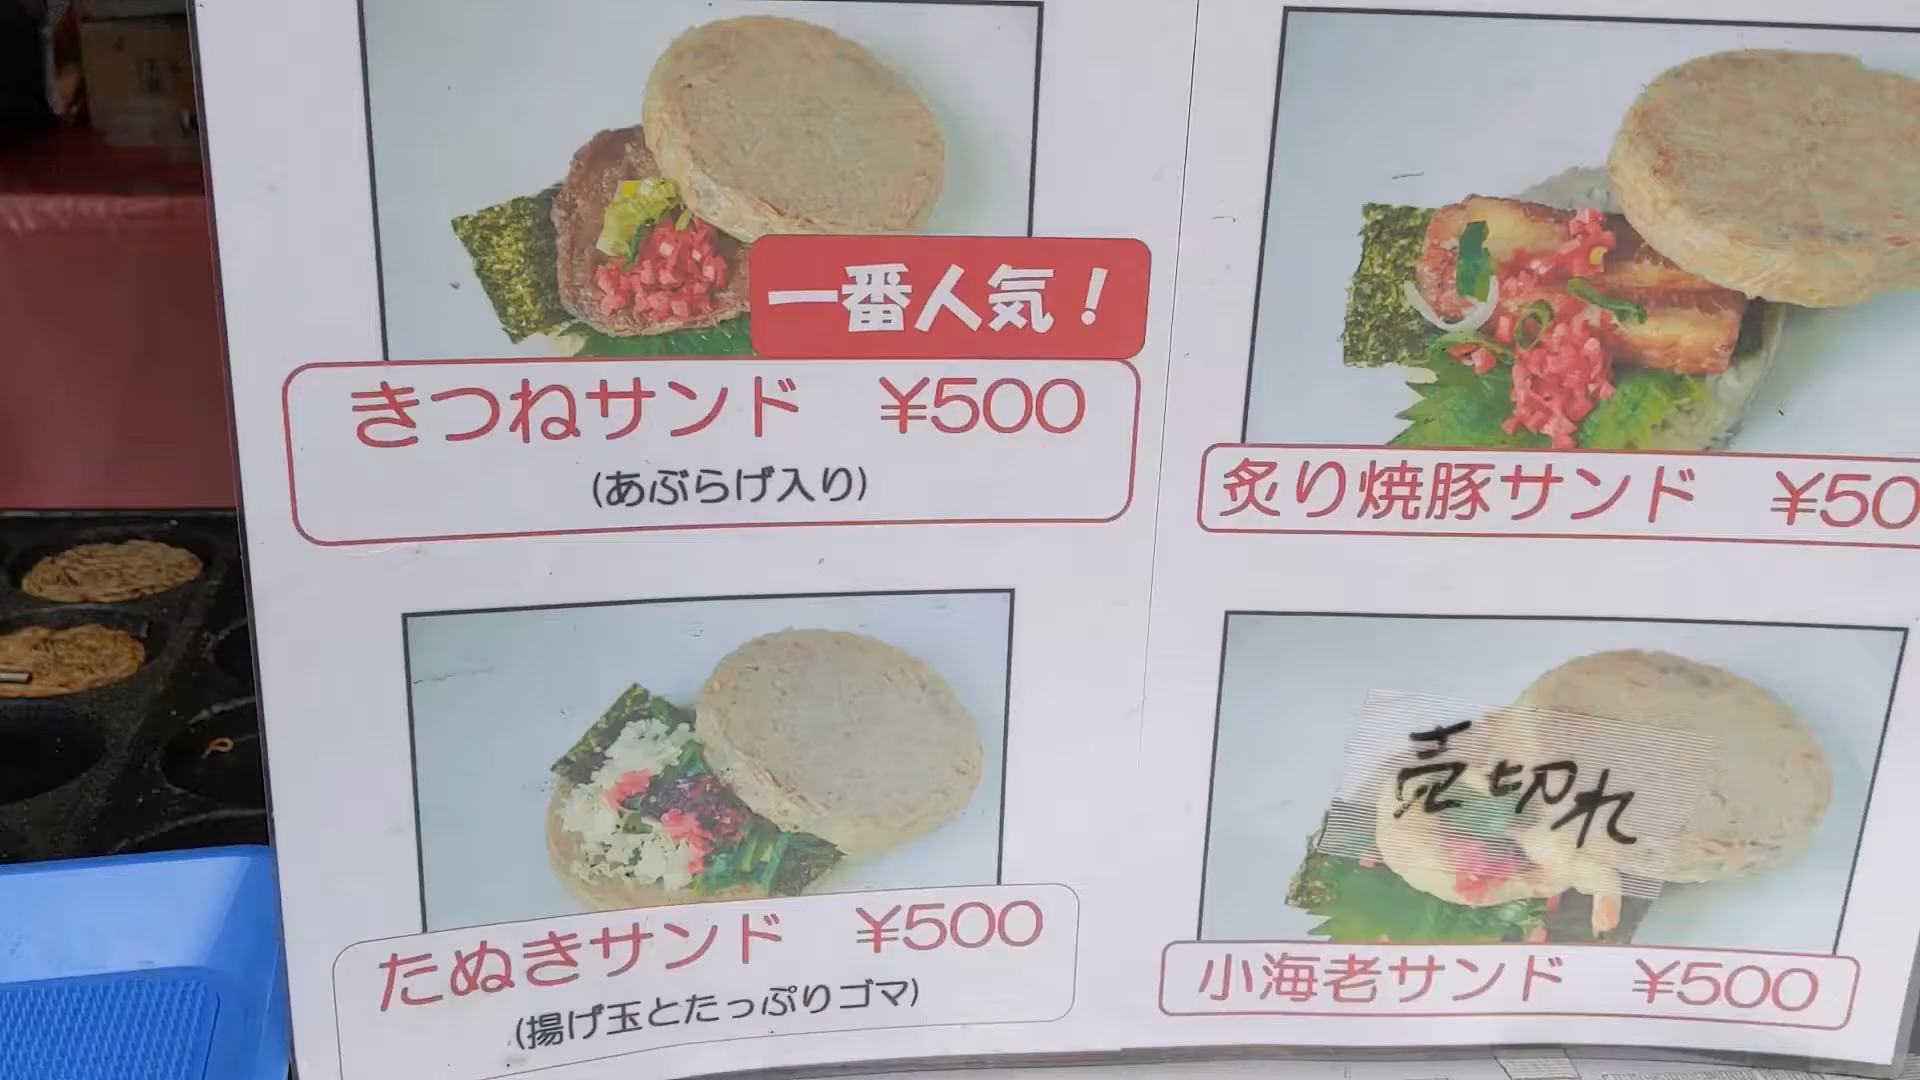 一番人気！
きつねサンド ¥500
(あぶらげ入り)
炙り焼豚サンド ¥50
たぬきサンド ¥500
(揚げ玉とたっぷりゴマ)
売切れ
小海老サンド ¥500